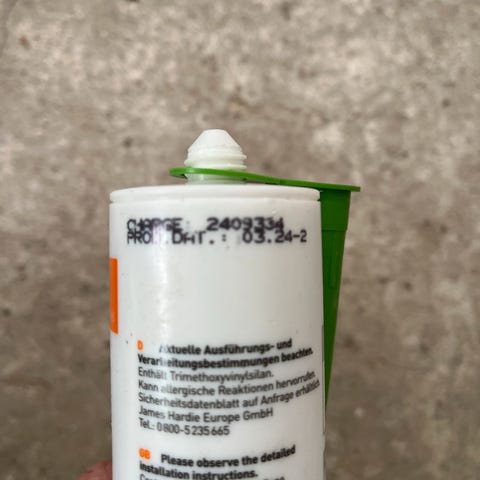 CHARGE: 2409334
PROD.DAT.: 03.24-2
D Aktuelle Ausführungs- und
Verarbeitungsbestimmungen beachten.
Enthält Trimethoxyvinylsilan.
Kann allergische Reaktionen hervorrufen.
Sicherheitsdatenblatt auf Anfrage erhältlich
James Hardie Europe GmbH
Tel.: 0800-5235665
GB Please observe the detailed
installation instructions.